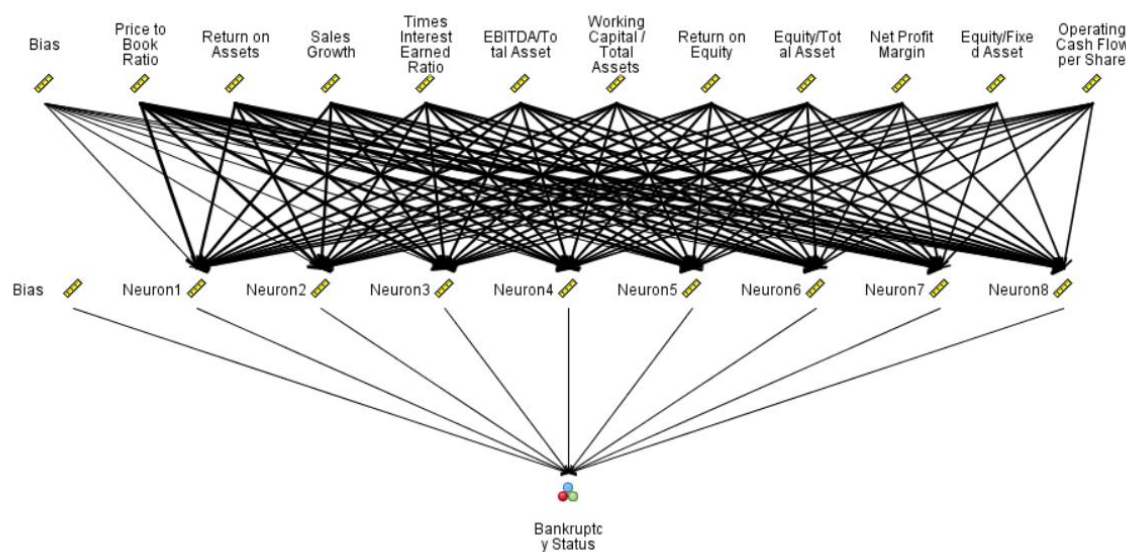 Bias
Price to
Book
Ratio
Return on
Assets
Sales
Growth
Times
Interest
Earned
Ratio
EBITDA/To
tal Asset
Working
Capital /
Total
Assets
Return on
Equity
Equity/Tot
al Asset
Net Profit
Margin
Equity/Fixe
d Asset
Operating
Cash Flow
per Share
Bias
Neuron1
Neuron2
Neuron3
Neuron4
Neuron5
Neuron6
Neuron7
Neuron8
Bankruptc
y Status